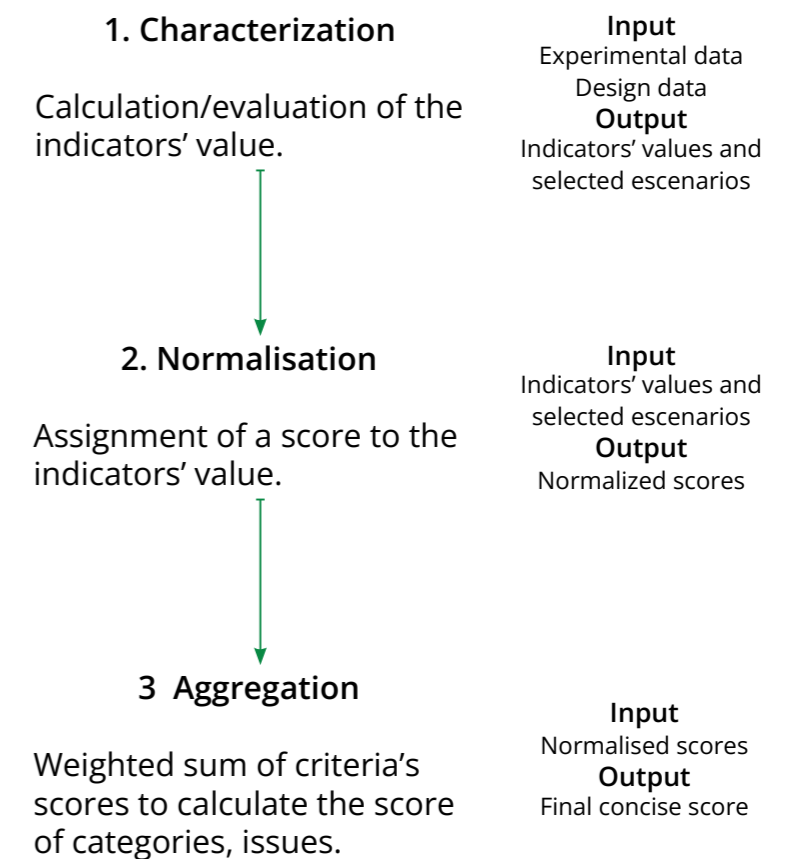 1. Characterization
Calculation/evaluation of the
indicators’ value.
Input
Experimental data
Design data
Output
Indicators’ values and
selected escenarios
2. Normalisation
Assignment of a score to the
indicators’ value.
Input
Indicators’ values and
selected escenarios
Output
Normalized scores
3 Aggregation
Weighted sum of criteria’s
scores to calculate the score
of categories, issues.
Input
Normalised scores
Output
Final concise score